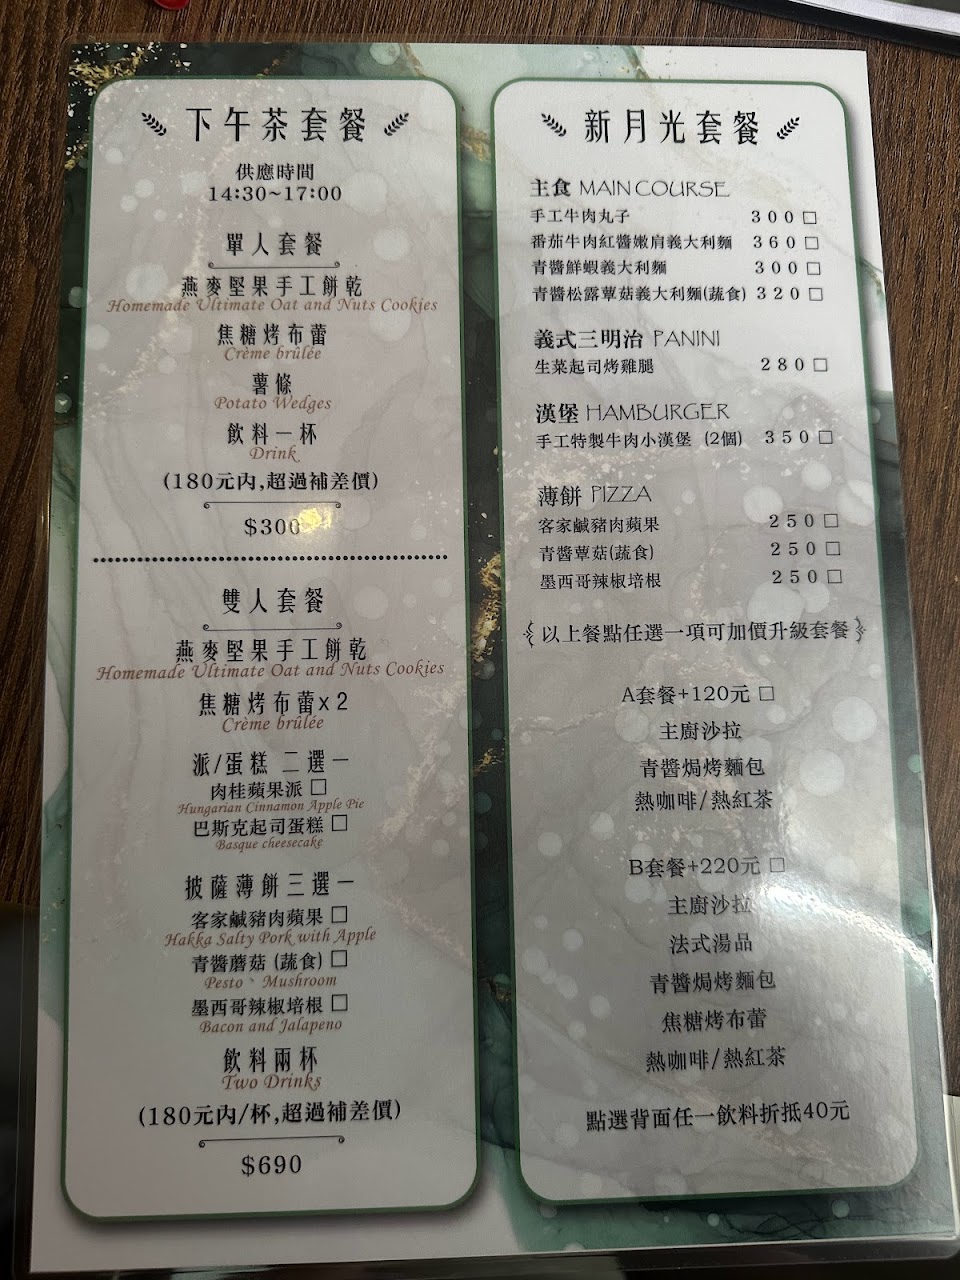 下午茶套餐
供應時間
14:30~17:00
單人套餐
燕麥堅果手工餅乾
Homemade Ultimate Oat and Nuts Cookies
焦糖烤布蕾
Crème brûlée
薯條
Potato Wedges
飲料一杯
Drink
(180元內,超過補差價)
$300
雙人套餐
燕麥堅果手工餅乾
Homemade Ultimate Oat and Nuts Cookies
焦糖烤布蕾x2
Crème brûlée
派/蛋糕 二選一
肉桂蘋果派 □
Hungarian Cinnamon Apple Pie
巴斯克起司蛋糕 □
Basque cheesecake
披薩薄餅三選一
客家鹹豬肉蘋果 □
Hakka Salty Pork with Apple
青醬蘑菇 (蔬食) □
Pesto、Mushroom
墨西哥辣椒培根 □
Bacon and Jalapeno
飲料兩杯
Two Drinks
(180元內/杯,超過補差價)
$690
新月光套餐
主食 MAIN COURSE
手工牛肉丸子 300 □
番茄牛肉紅醬嫩肩義大利麵 360 □
青醬鮮蝦義大利麵 300 □
青醬松露蕈菇義大利麵(蔬食) 320 □
義式三明治 PANINI
生菜起司烤雞腿 280 □
漢堡 HAMBURGER
手工特製牛肉小漢堡 (2個) 350 □
薄餅 PIZZA
客家鹹豬肉蘋果 250 □
青醬蕈菇(蔬食) 250 □
墨西哥辣椒培根 250 □
以上餐點任選一項可加價升級套餐
A套餐+120元 □
主廚沙拉
青醬焗烤麵包
熱咖啡/熱紅茶
B套餐+220元 □
主廚沙拉
法式湯品
青醬焗烤麵包
焦糖烤布蕾
熱咖啡/熱紅茶
點選背面任一飲料折抵40元